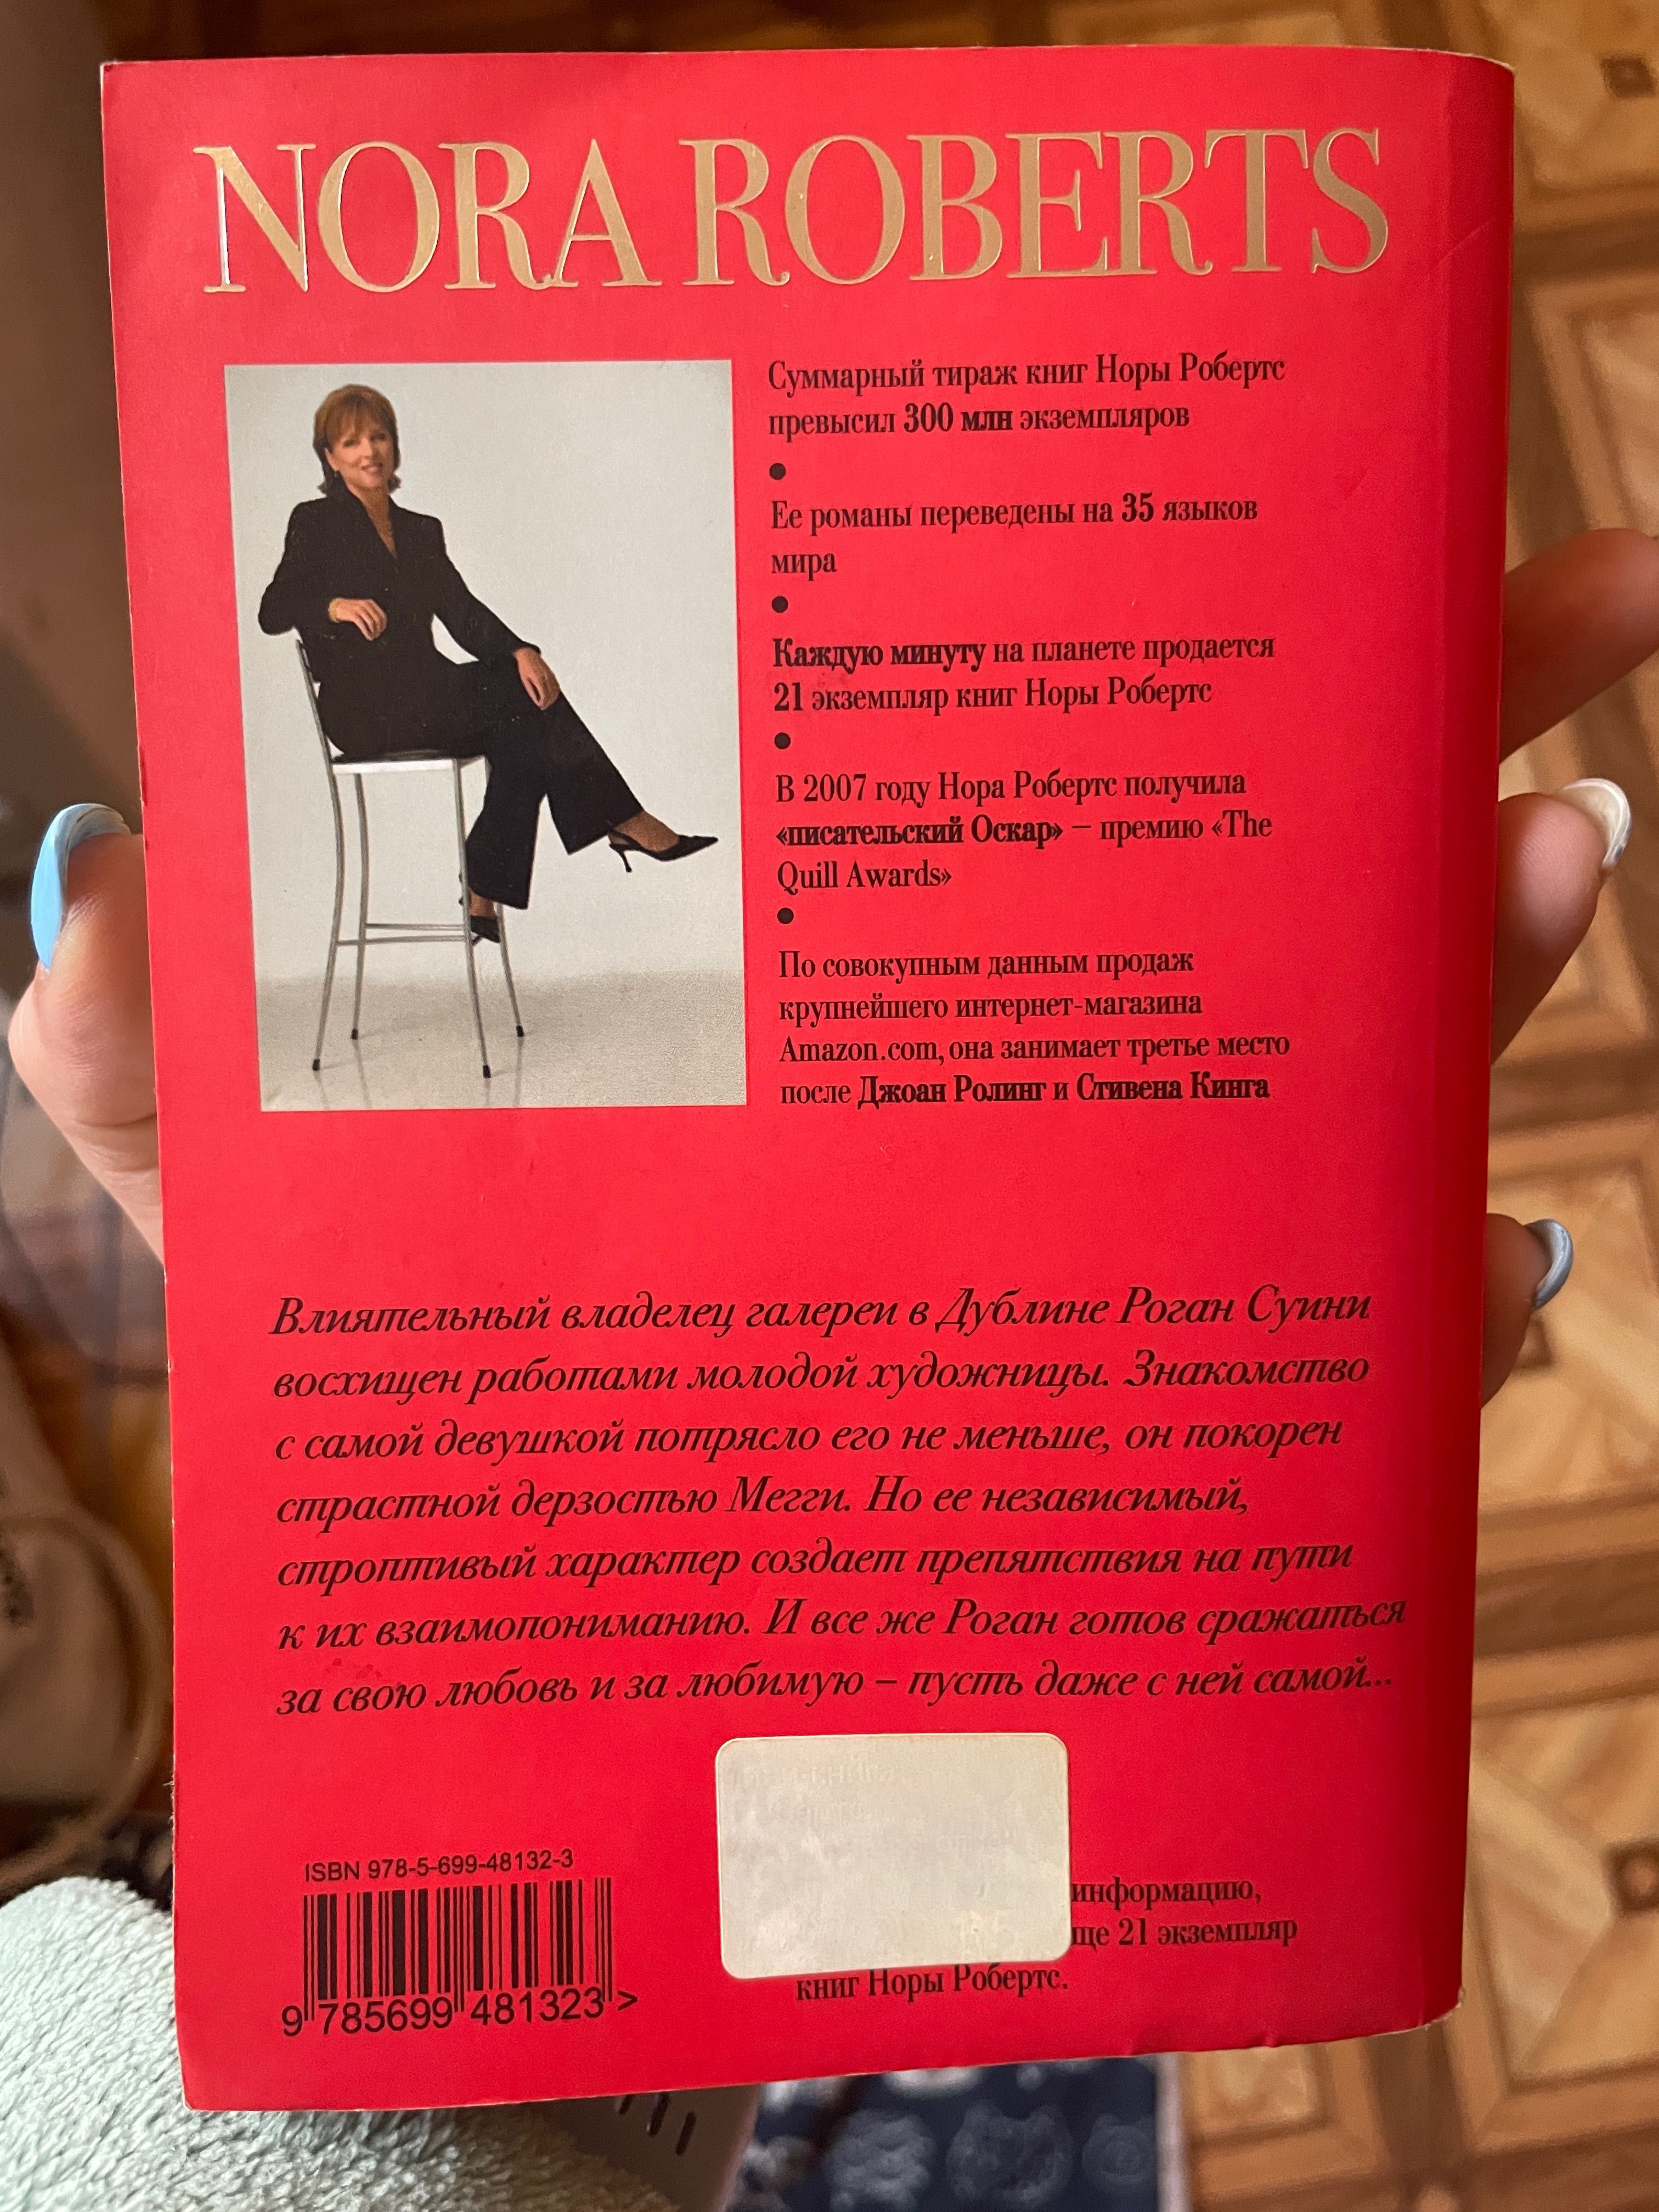 NORA ROBERTS
Суммарный тираж книг Норы Робертс
превысил 300 млн экземпляров
●
Ее романы переведены на 35 языков
мира
●
Каждую минуту на планете продается
21 экземпляр книг Норы Робертс
●
В 2007 году Нора Робертс получила
«писательский Оскар» – премию «The
Quill Awards»
●
По совокупным данным продаж
крупнейшего интернет-магазина
Amazon.com, она занимает третье место
после Джоан Ролинг и Стивена Кинга
Влиятельный владелец галереи в Дублине Роган Суини
восхищен работами молодой художницы. Знакомство
с самой девушкой потрясло его не меньше, он покорен
страстной дерзостью Мегги. Но ее независимый,
строптивый характер создает препятствия на пути
к их взаимопониманию. И все же Роган готов сражаться
за свою любовь и за любимую – пусть даже с ней самой...
ISBN 978-5-699-48132-3
9 785699 481323 >
информацию,
ще 21 экземпляр
книг Норы Робертс.